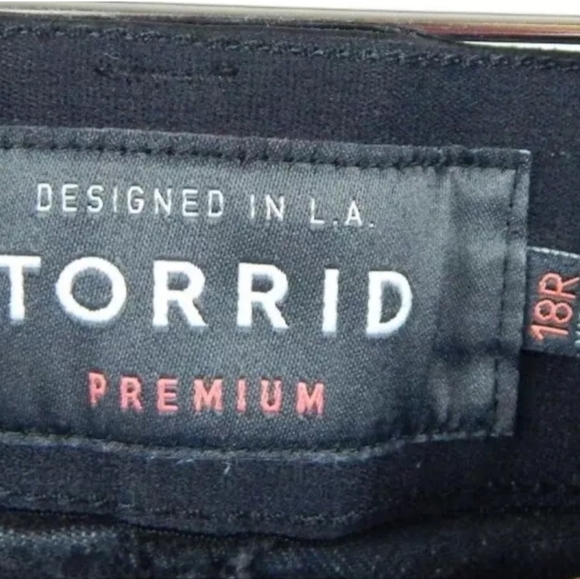 DESIGNED IN L.A.
TORRID
PREMIUM
18R